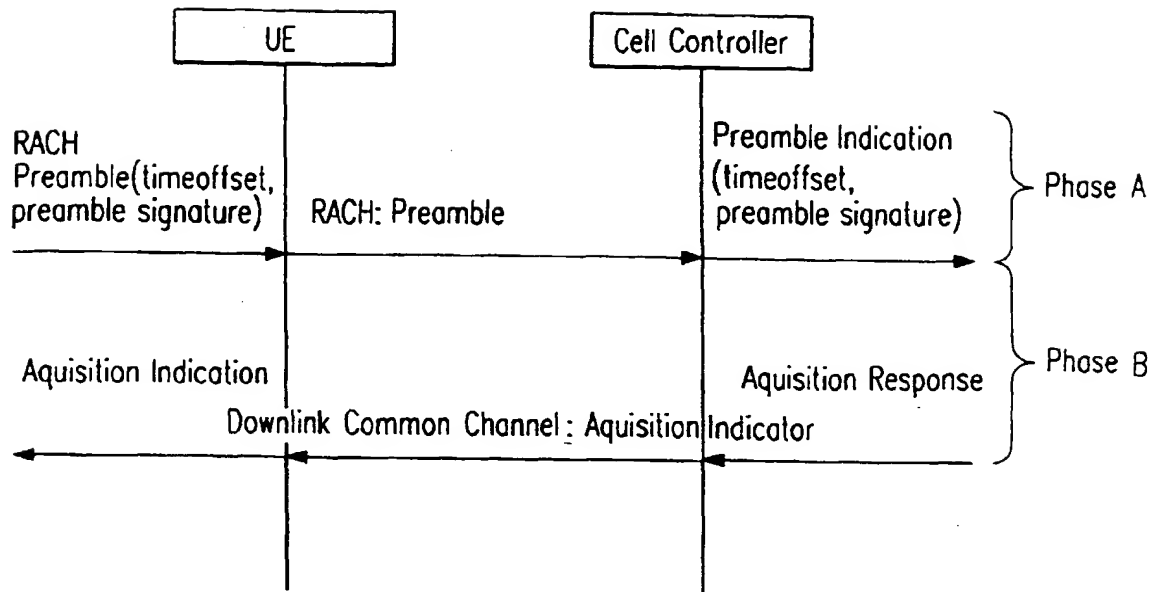 UE
Cell Controller
RACH
Preamble(timeoffset,
preamble signature)
RACH: Preamble
Preamble Indication
(timeoffset,
preamble signature)
Phase A
Aquisition Indication
Aquisition Response
Phase B
Downlink Common Channel: Aquisition Indicator